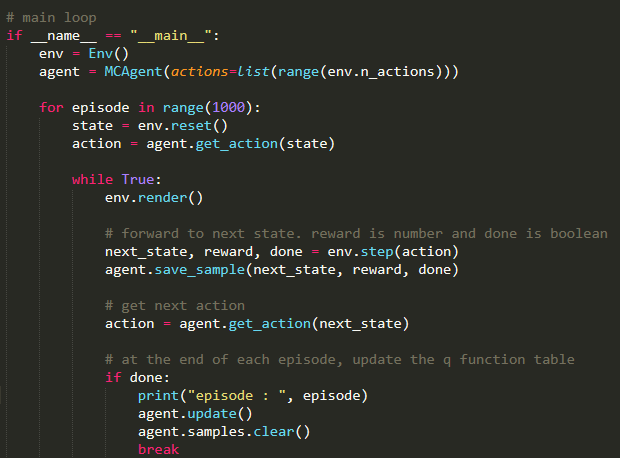 # main loop
if __name__ == "__main__":
    env = Env()
    agent = MCAgent(actions=list(range(env.n_actions)))

    for episode in range(1000):
        state = env.reset()
        action = agent.get_action(state)

        while True:
            env.render()

            # forward to next state. reward is number and done is boolean
            next_state, reward, done = env.step(action)
            agent.save_sample(next_state, reward, done)

            # get next action
            action = agent.get_action(next_state)

            # at the end of each episode, update the q function table
            if done:
                print("episode : ", episode)
                agent.update()
                agent.samples.clear()
                break